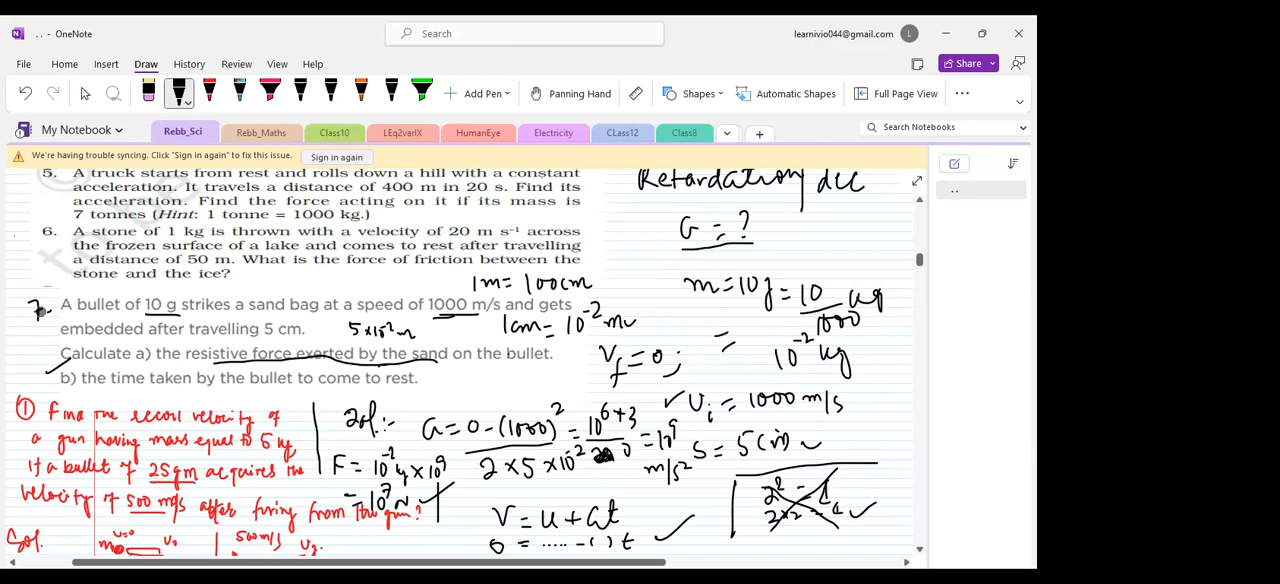 .. - OneNote
Search
learnivio044@gmail.com
L
File Home Insert Draw History Review View Help
Share
Add Pen
Panning Hand
Shapes
Automatic Shapes
Full Page View
My Notebook
Rebb_Sci
Rebb_Maths
Class10
LEq2varIX
HumanEye
Electricity
CLass12
Class8
Search Notebooks
We're having trouble syncing. Click "Sign in again" to fix this issue.
Sign in again
..
5. A truck starts from rest and rolls down a hill with a constant
acceleration. It travels a distance of 400 m in 20 s. Find its
acceleration. Find the force acting on it if its mass is
7 tonnes (Hint: 1 tonne = 1000 kg.)
6. A stone of 1 kg is thrown with a velocity of 20 m s⁻¹ across
the frozen surface of a lake and comes to rest after travelling
a distance of 50 m. What is the force of friction between the
stone and the ice?
1m = 100cm
7. A bullet of 10 g strikes a sand bag at a speed of 1000 m/s and gets
embedded after travelling 5 cm.
5x10⁻² m
1cm = 10⁻² m
Calculate a) the resistive force exerted by the sand on the bullet.
b) the time taken by the bullet to come to rest.
Retardation
G = ?
m = 10g = 10/1000 kg
= 10⁻² kg
Vf = 0;
Ui = 1000 m/s
S = 5
Sol:- a = 0 - (1000)² / 2 x 5 x 10⁻² = 10⁶⁺³ = 10⁹ m/s²
F = 10⁻² x 10⁹
= 10⁷ N
V = u + at
0 = ..... - ( ) t
2² = 4
2x2 = 4
① Find the recoil velocity of
a gun having mass equal to 5 kg
If a bullet of 25gm acquires the
velocity of 500 m/s after firing from the gun?
Sol.
u=0
500 m/s